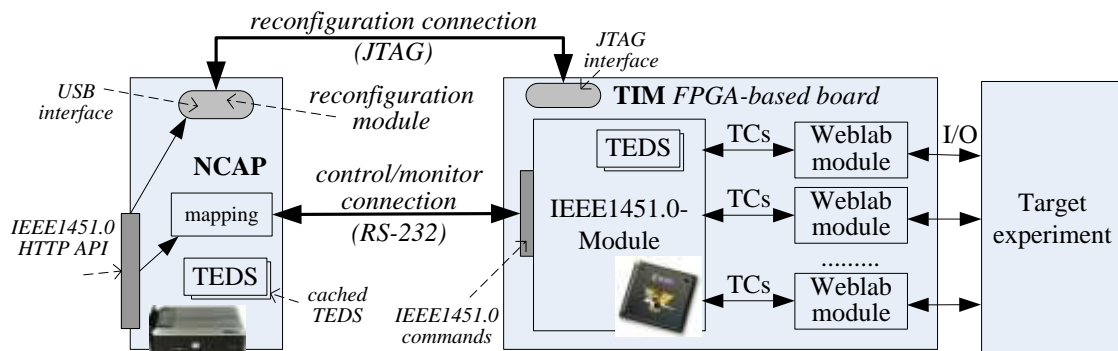 reconfiguration connection
(JTAG)
JTAG
interface
USB
interface
reconfiguration
module
TIM FPGA-based board
NCAP
TEDS
TCs
Weblab
module
I/O
control/monitor
connection
(RS-232)
mapping
IEEE1451.0-
Module
TCs
Weblab
module
Target
experiment
IEEE1451.0
HTTP API
TEDS
cached
TEDS
IEEE1451.0
commands
TCs
.........
Weblab
module